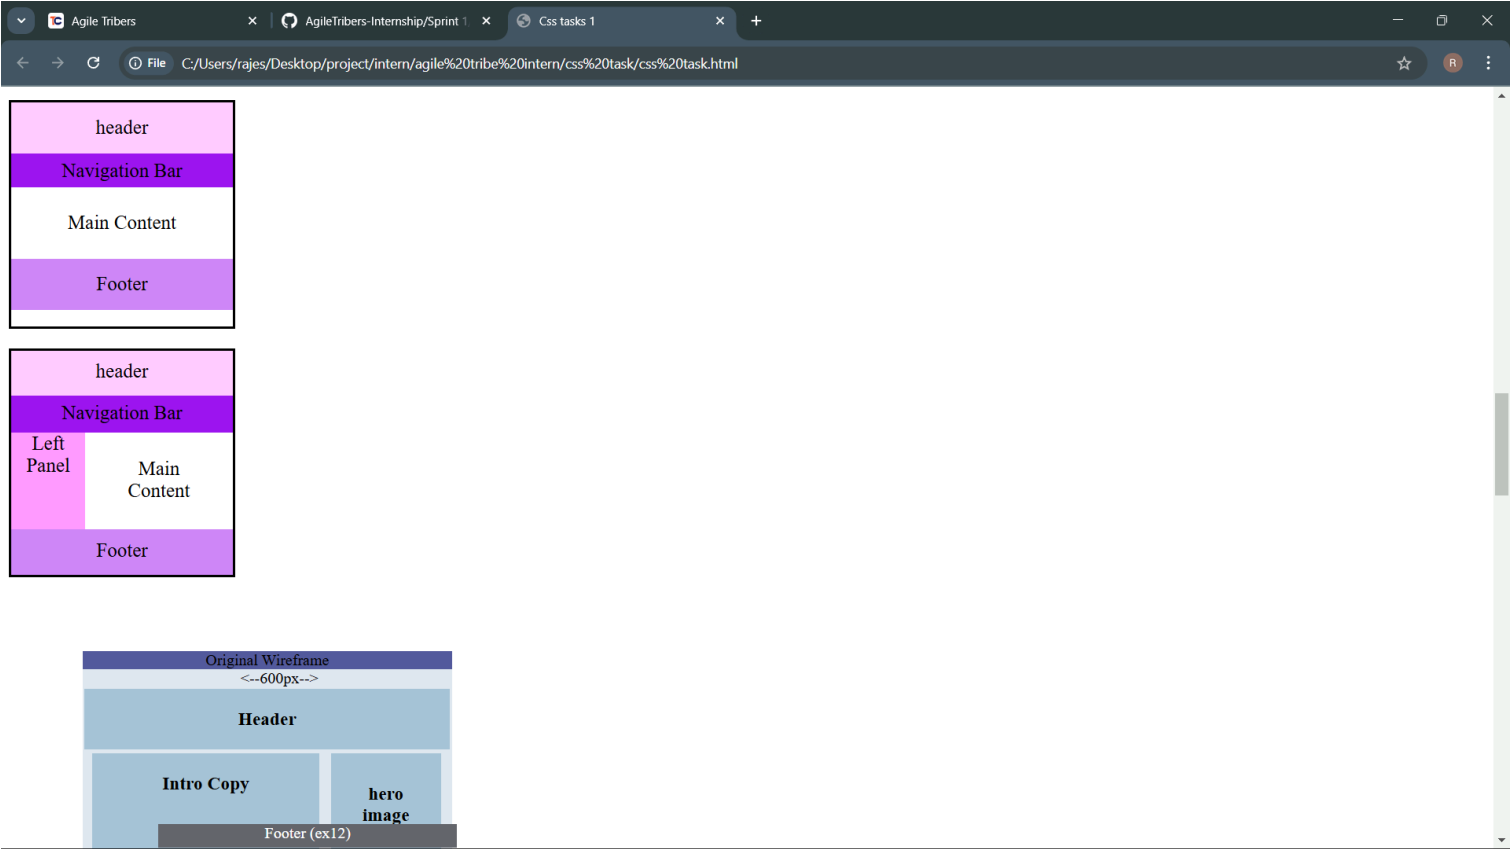 Agile Tribers
AgileTribers-Internship/Sprint 1
Css tasks 1
File
C:/Users/rajes/Desktop/project/intern/agile%20tribe%20intern/css%20task/css%20task.html
R
header
Navigation Bar
Main Content
Footer
header
Navigation Bar
Left
Panel
Main
Content
Footer
Original Wireframe
<--600px-->
Header
Intro Copy
hero
image
Footer (ex12)